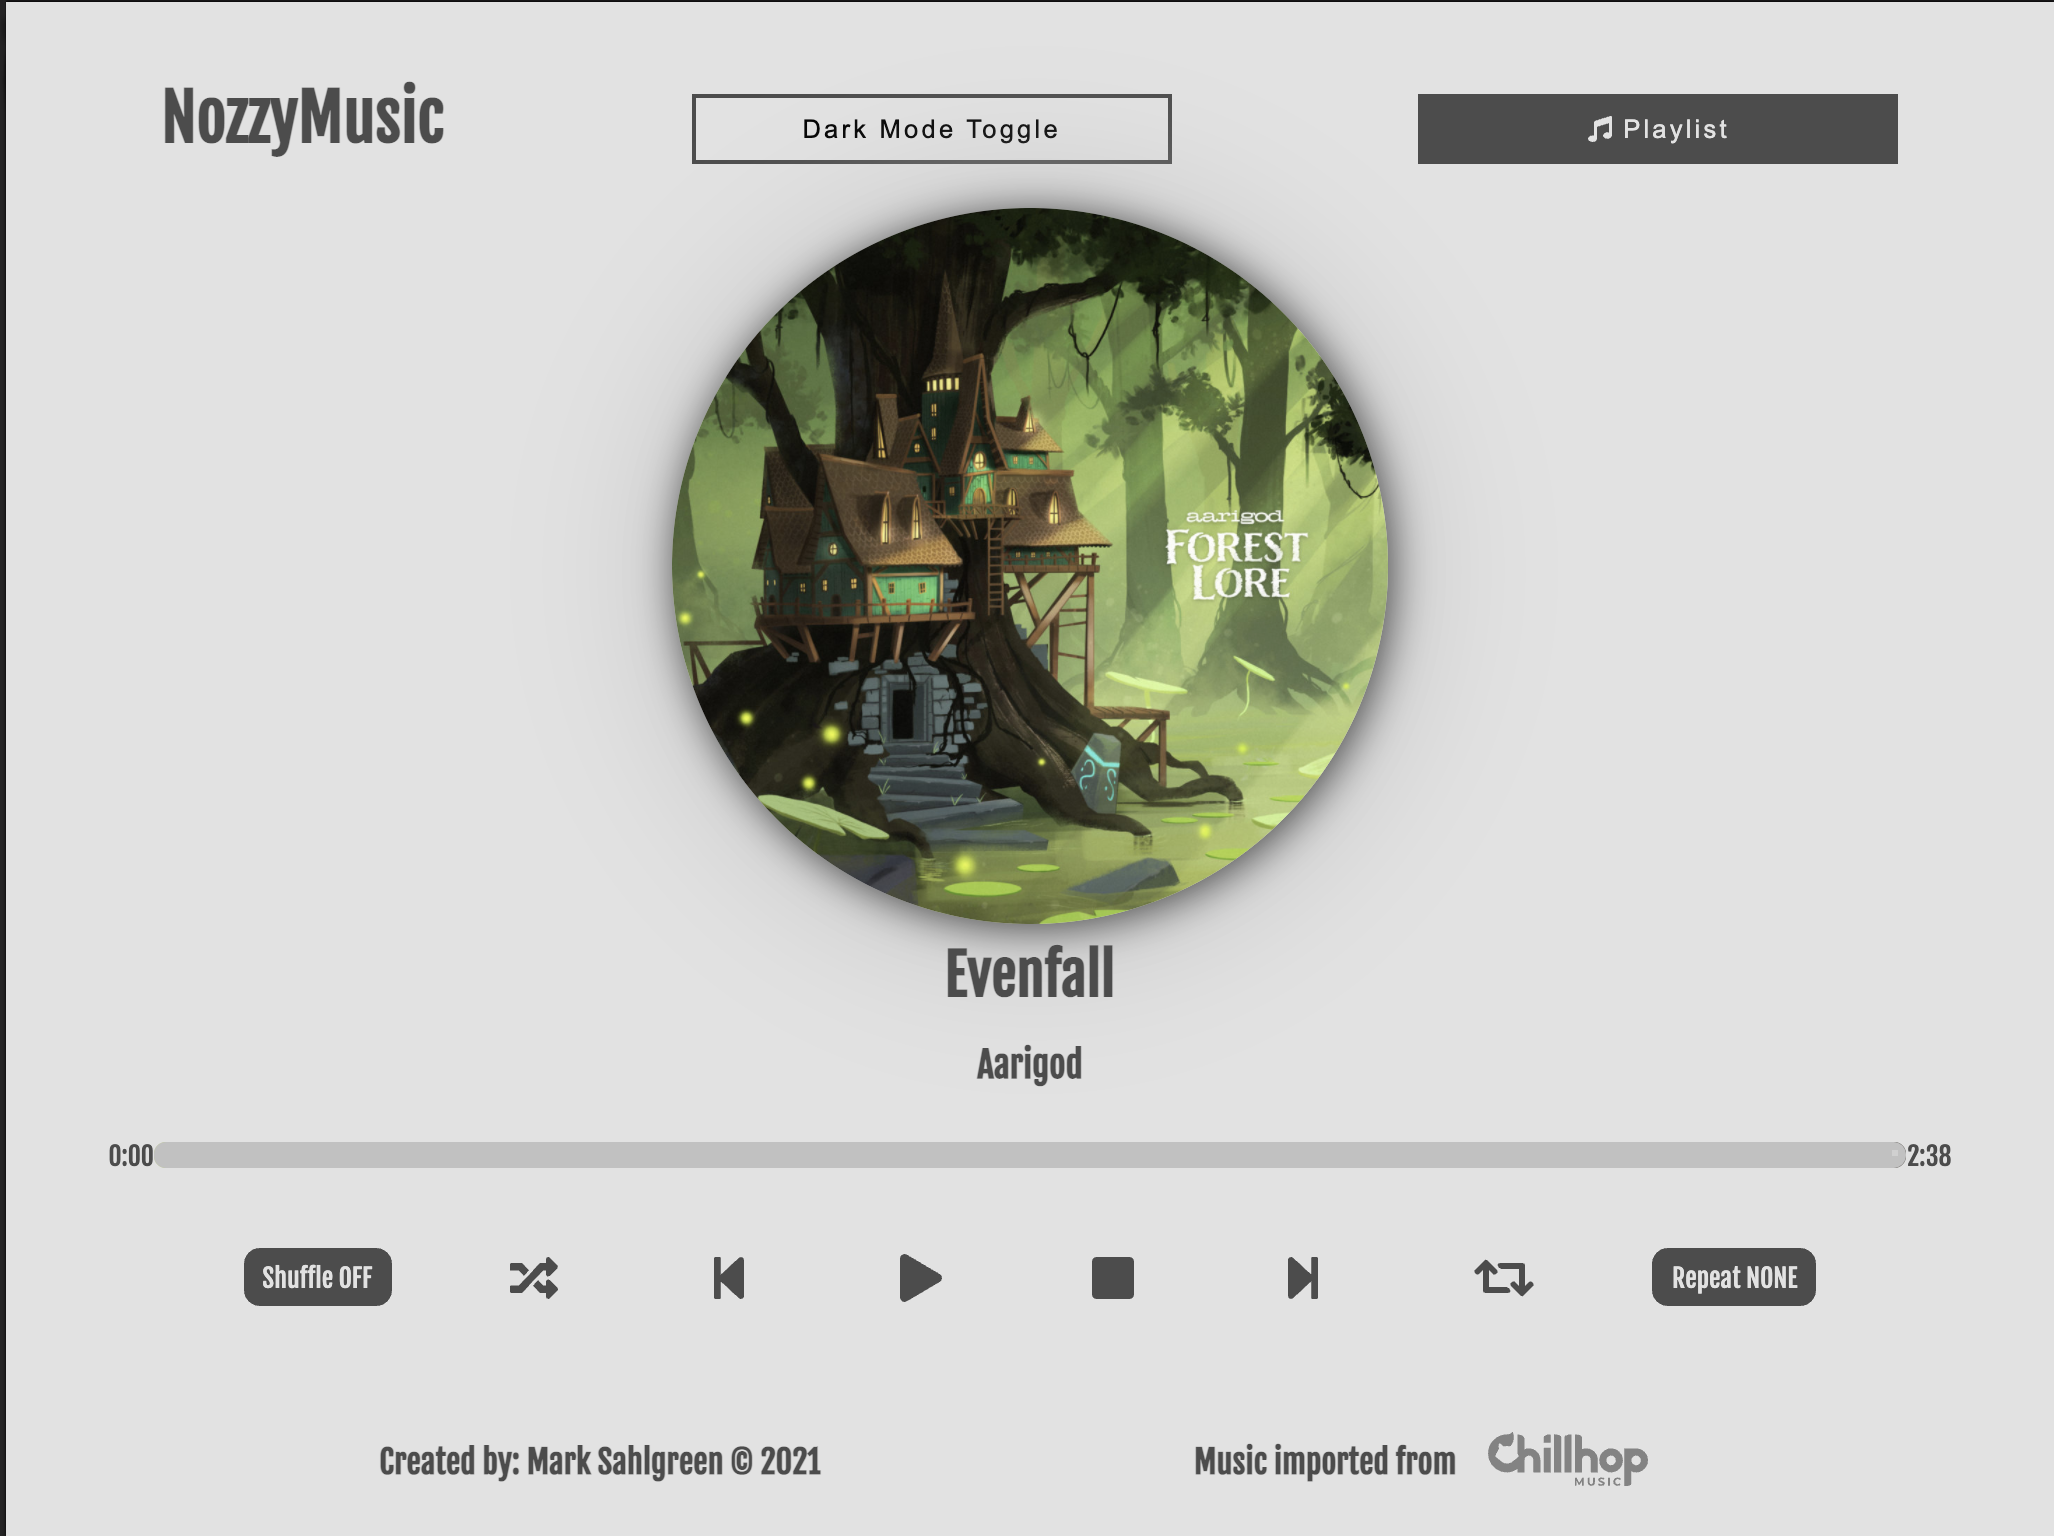 NozzyMusic
Dark Mode Toggle
Playlist
aarigod
FOREST
LORE
Evenfall
Aarigod
0:00
2:38
Shuffle OFF
Repeat NONE
Created by: Mark Sahlgreen © 2021
Music imported from
Chillhop
MUSIC